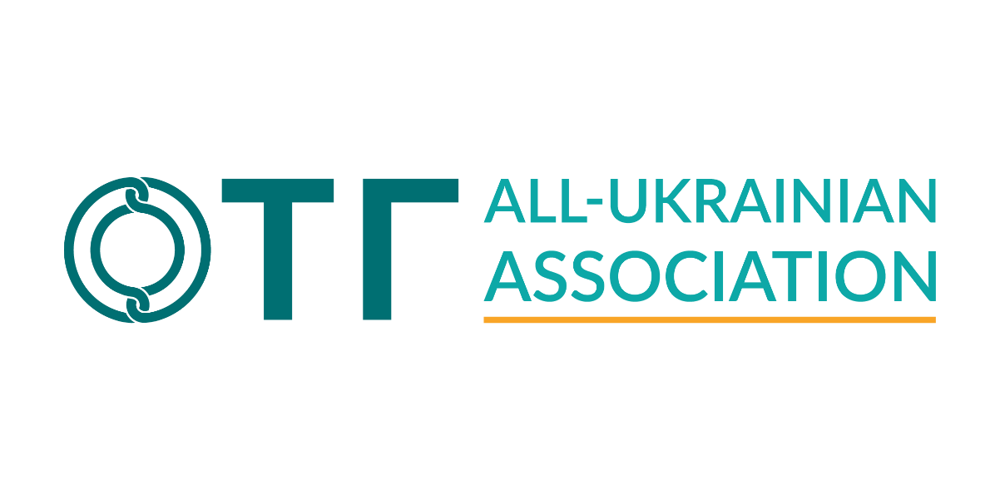 ОТГ
ALL-UKRAINIAN
ASSOCIATION